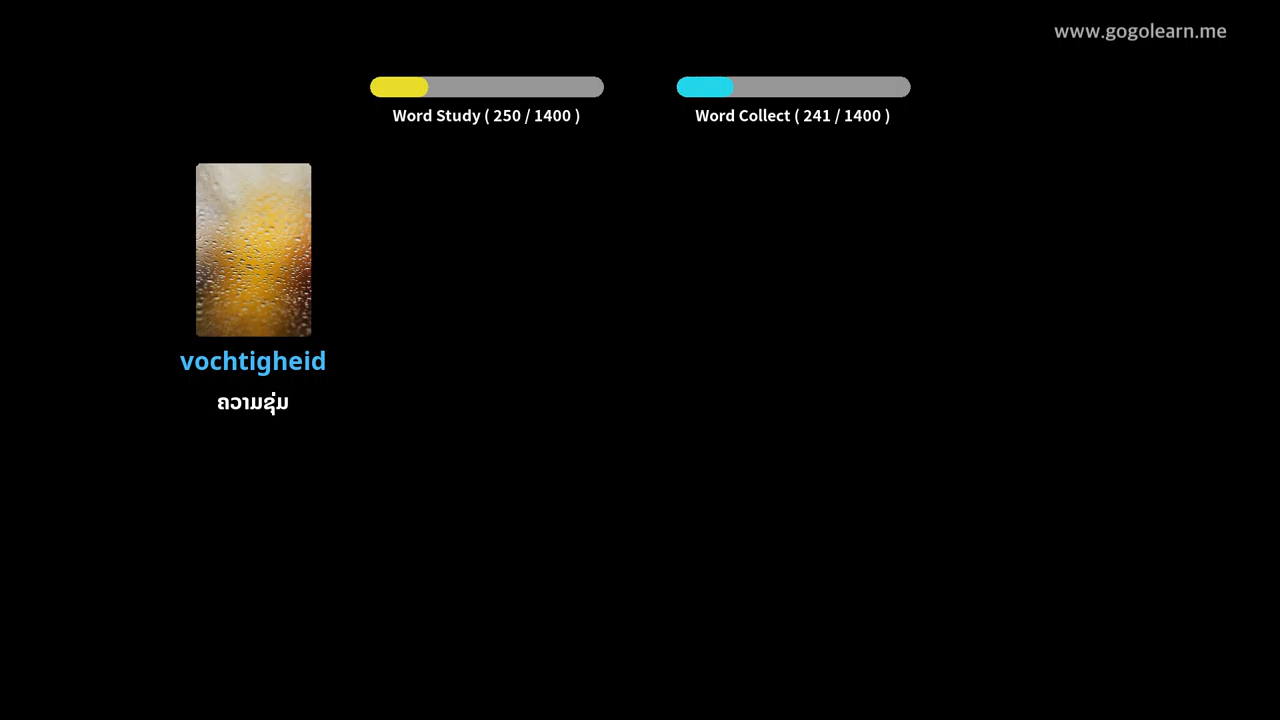 www.gogolearn.me
Word Study ( 250 / 1400 )
Word Collect ( 241 / 1400 )
vochtigheid
ຄວາມຊຸ່ມ